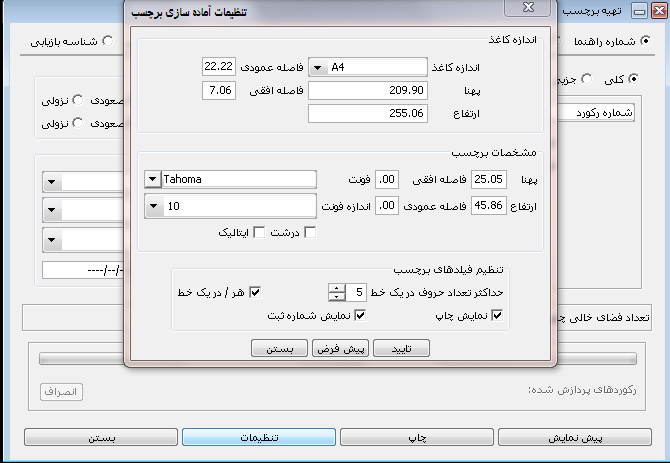 تهیه برچسب
تنظیمات آماده سازی برچسب
شماره راهنما
شناسه بازیابی
کلی
شماره رکورد
صعودی نزولی
صعودی نزولی
----/--/-
اندازه کاغذ
اندازه کاغذ A4 فاصله عمودی 22.22
پهنا 209.90 فاصله افقی 7.06
ارتفاع 255.06
مشخصات برچسب
پهنا 25.05 فاصله افقی .00 فونت Tahoma
ارتفاع 45.86 فاصله عمودی .00 اندازه فونت 10
درشت ایتالیک
تنظیم فیلدهای برچسب
حداکثر تعداد حروف در یک خط 5 هر / در یک خط
نمایش چاپ نمایش شماره ثبت
تایید پیش فرض بستن
تعداد فضای خالی
رکوردهای پردازش شده:
انصراف
پیش نمایش چاپ تنظیمات بستن